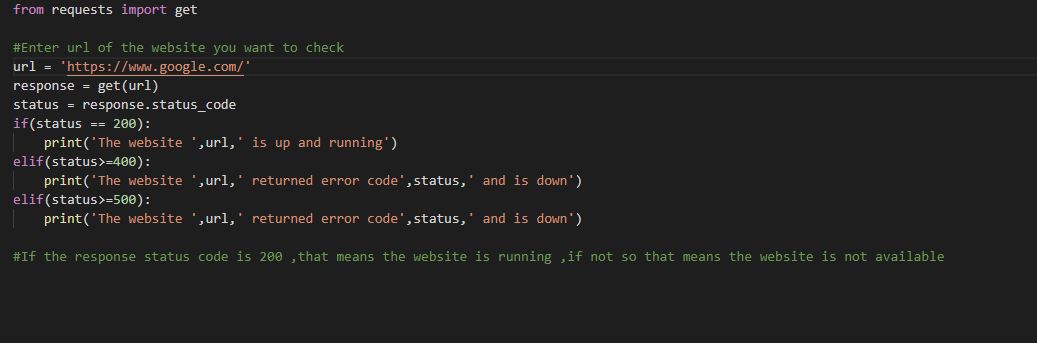 from requests import get
#Enter url of the website you want to check
url = 'https://www.google.com/'
response = get(url)
status = response.status_code
if(status == 200):
    print('The website ',url,' is up and running')
elif(status>=400):
    print('The website ',url,' returned error code',status,' and is down')
elif(status>=500):
    print('The website ',url,' returned error code',status,' and is down')
#If the response status code is 200 ,that means the website is running ,if not so that means the website is not available